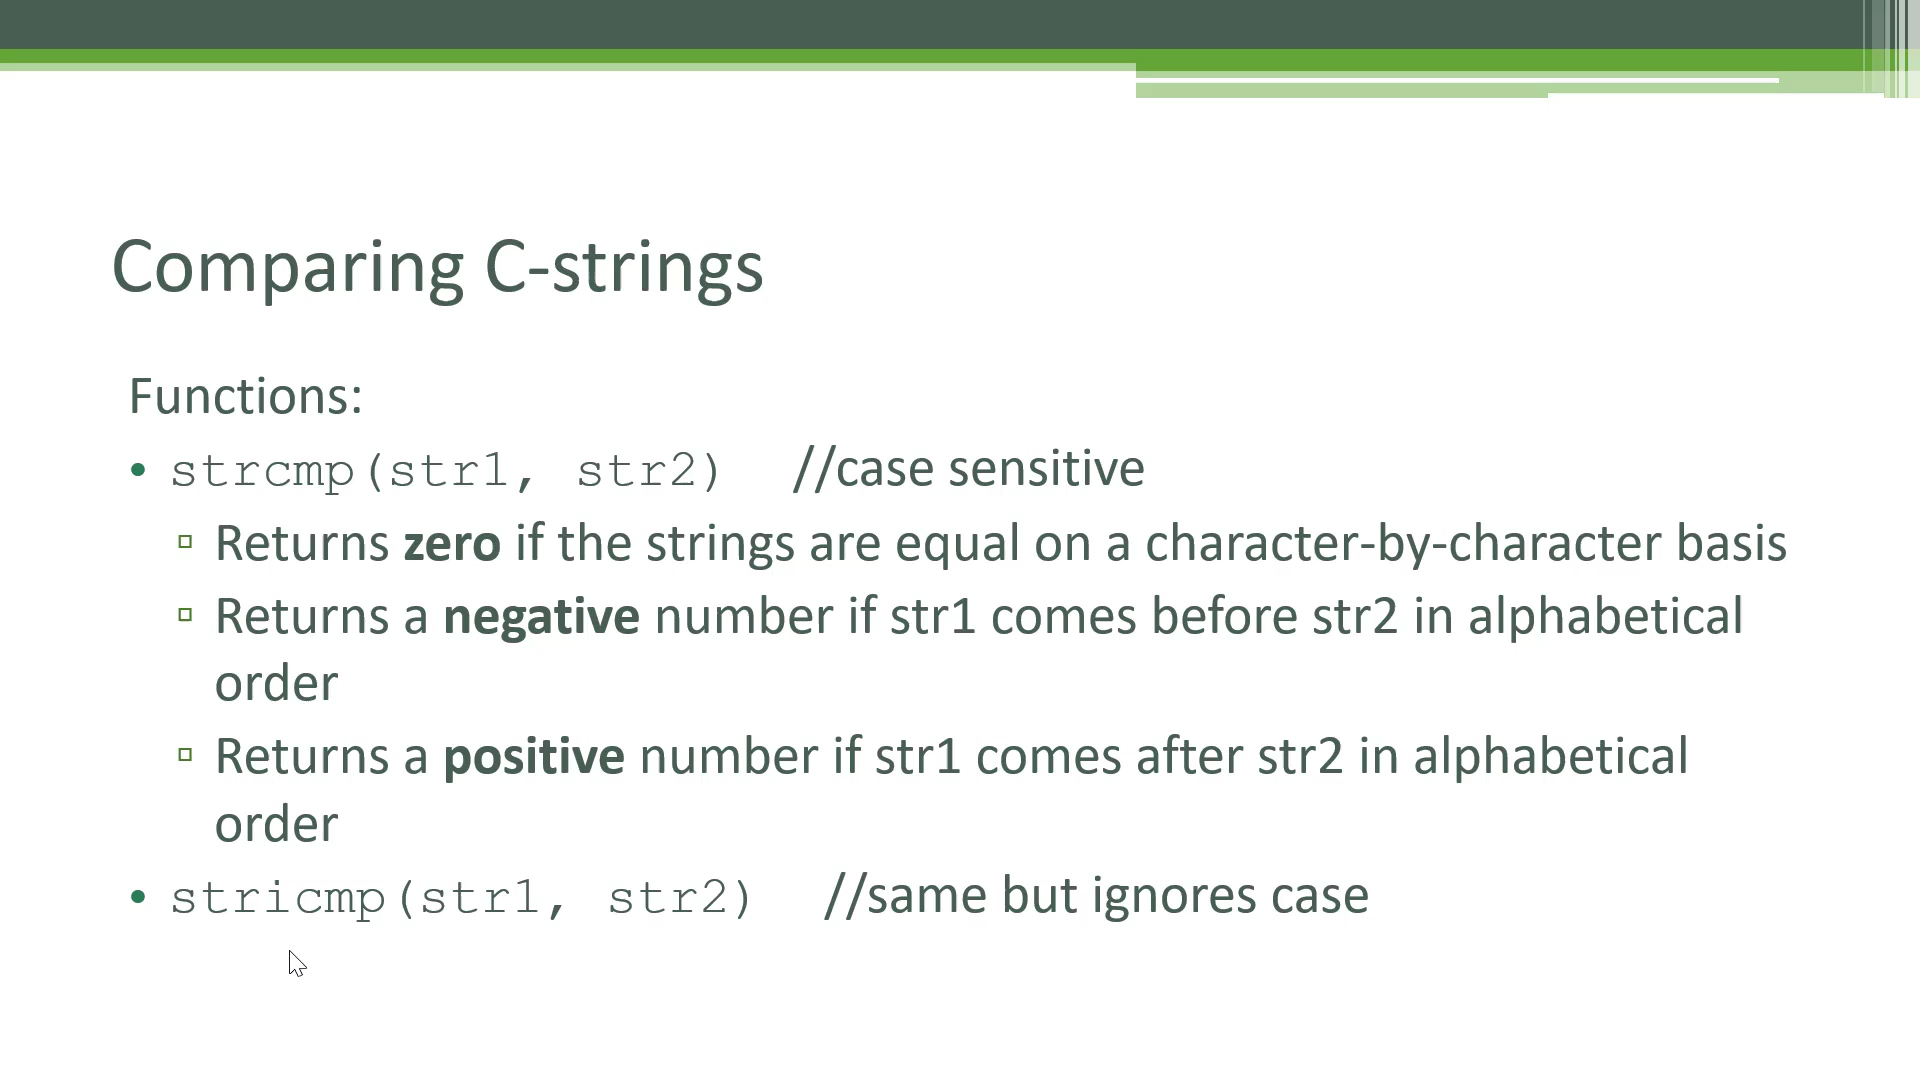 Comparing C-strings
Functions:
• strcmp(str1, str2) //case sensitive
▫ Returns zero if the strings are equal on a character-by-character basis
▫ Returns a negative number if str1 comes before str2 in alphabetical
order
▫ Returns a positive number if str1 comes after str2 in alphabetical
order
• stricmp(str1, str2) //same but ignores case